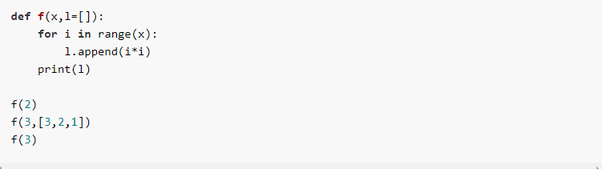 def f(x,l=[]):
    for i in range(x):
        l.append(i*i)
    print(l)

f(2)
f(3,[3,2,1])
f(3)